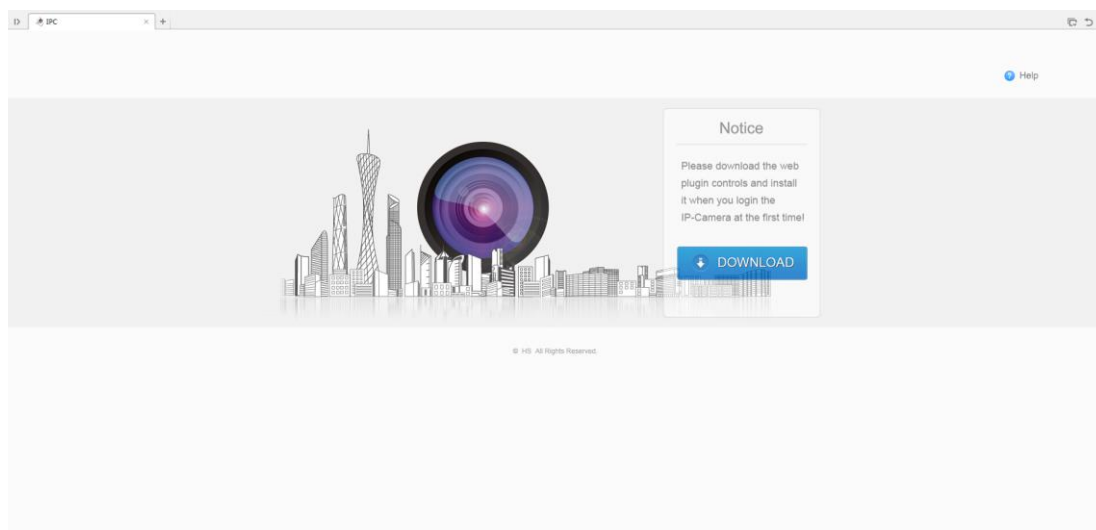 IPC
Help
Notice
Please download the web
plugin controls and install
it when you login the
IP-Camera at the first time!
DOWNLOAD
© HS All Rights Reserved.